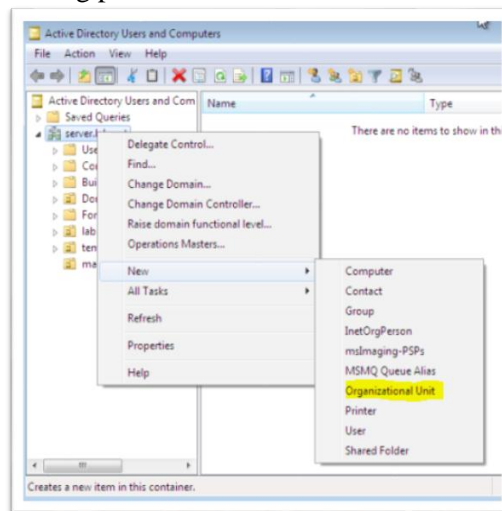 Active Directory Users and Computers
File Action View Help
Active Directory Users and Com
Saved Queries
Name
Type
There are no items to show in th
Delegate Control...
Find...
Change Domain...
Change Domain Controller...
Raise domain functional level...
Operations Masters...
New
All Tasks
Refresh
Properties
Help
Computer
Contact
Group
InetOrgPerson
msImaging-PSPs
MSMQ Queue Alias
Organizational Unit
Printer
User
Shared Folder
Creates a new item in this container.